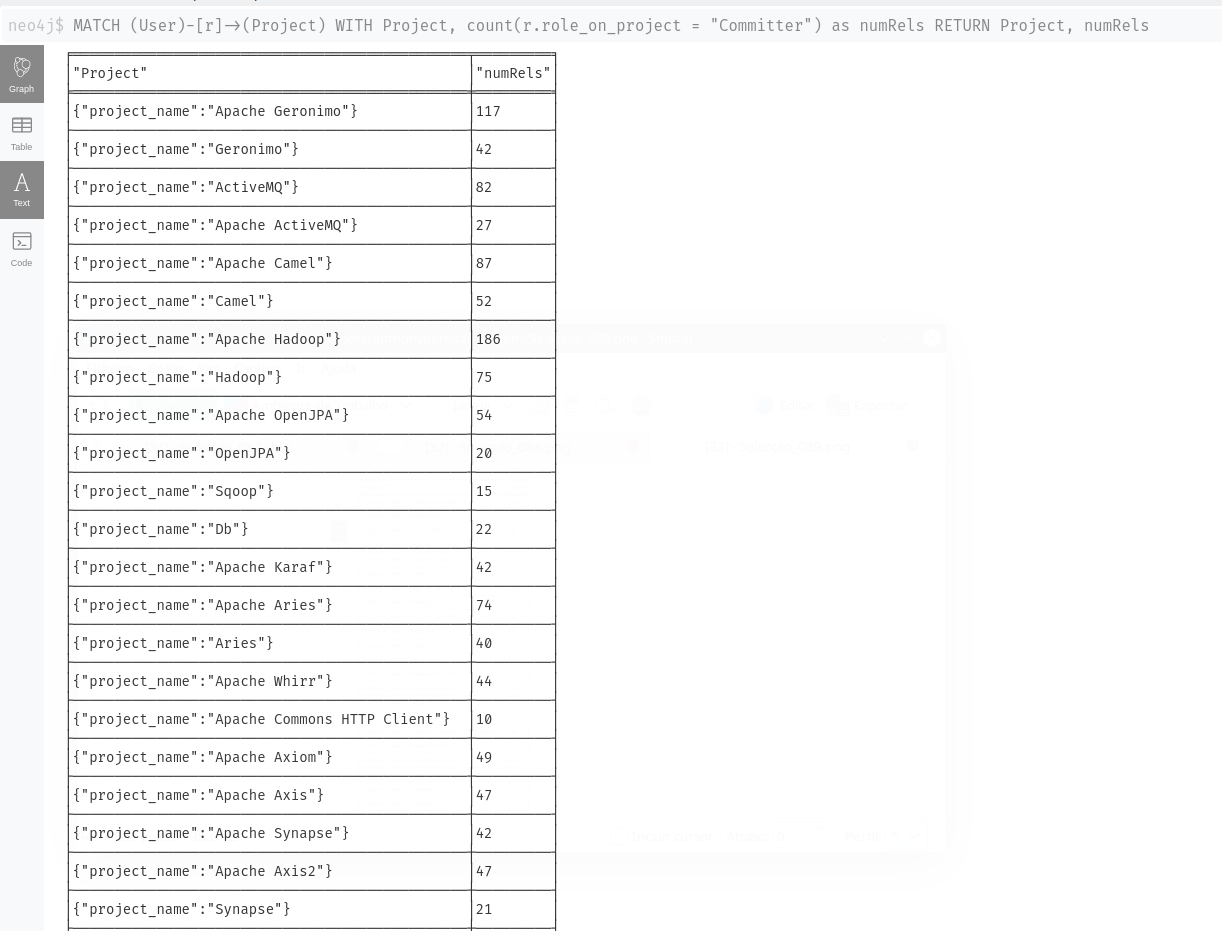 neo4j$ MATCH (User)-[r]→(Project) WITH Project, count(r.role_on_project = "Committer") as numRels RETURN Project, numRels
Graph
Table
Text
Code
"Project" "numRels"
{"project_name":"Apache Geronimo"} 117
{"project_name":"Geronimo"} 42
{"project_name":"ActiveMQ"} 82
{"project_name":"Apache ActiveMQ"} 27
{"project_name":"Apache Camel"} 87
{"project_name":"Camel"} 52
{"project_name":"Apache Hadoop"} 186
{"project_name":"Hadoop"} 75
{"project_name":"Apache OpenJPA"} 54
{"project_name":"OpenJPA"} 20
{"project_name":"Sqoop"} 15
{"project_name":"Db"} 22
{"project_name":"Apache Karaf"} 42
{"project_name":"Apache Aries"} 74
{"project_name":"Aries"} 40
{"project_name":"Apache Whirr"} 44
{"project_name":"Apache Commons HTTP Client"} 10
{"project_name":"Apache Axiom"} 49
{"project_name":"Apache Axis"} 47
{"project_name":"Apache Synapse"} 42
{"project_name":"Apache Axis2"} 47
{"project_name":"Synapse"} 21